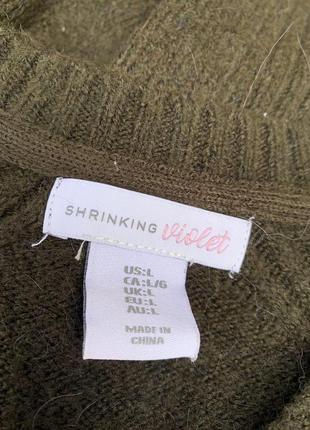 SHRINKING violet
US:L
CA:L/G
UK:L
EU:L
AU:L
MADE IN
CHINA